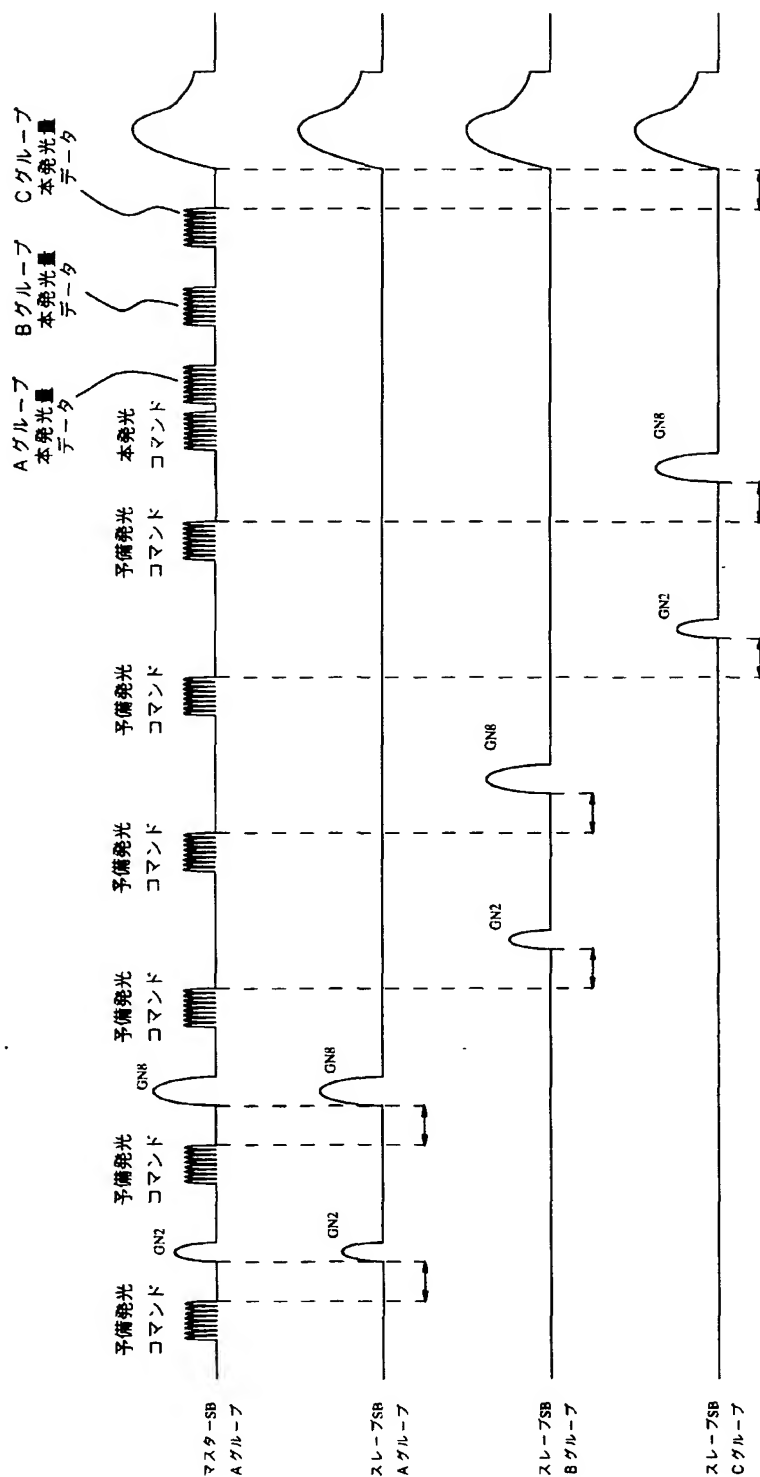 Aグループ
本発光量
データ
Bグループ
本発光量
データ
Cグループ
本発光量
データ
予備発光
コマンド
予備発光
コマンド
予備発光
コマンド
予備発光
コマンド
予備発光
コマンド
予備発光
コマンド
本発光
コマンド
マスターSB
Aグループ
GN2
GN8
スレーブSB
Aグループ
GN2
GN8
スレーブSB
Bグループ
GN2
GN8
スレーブSB
Cグループ
GN2
GN8